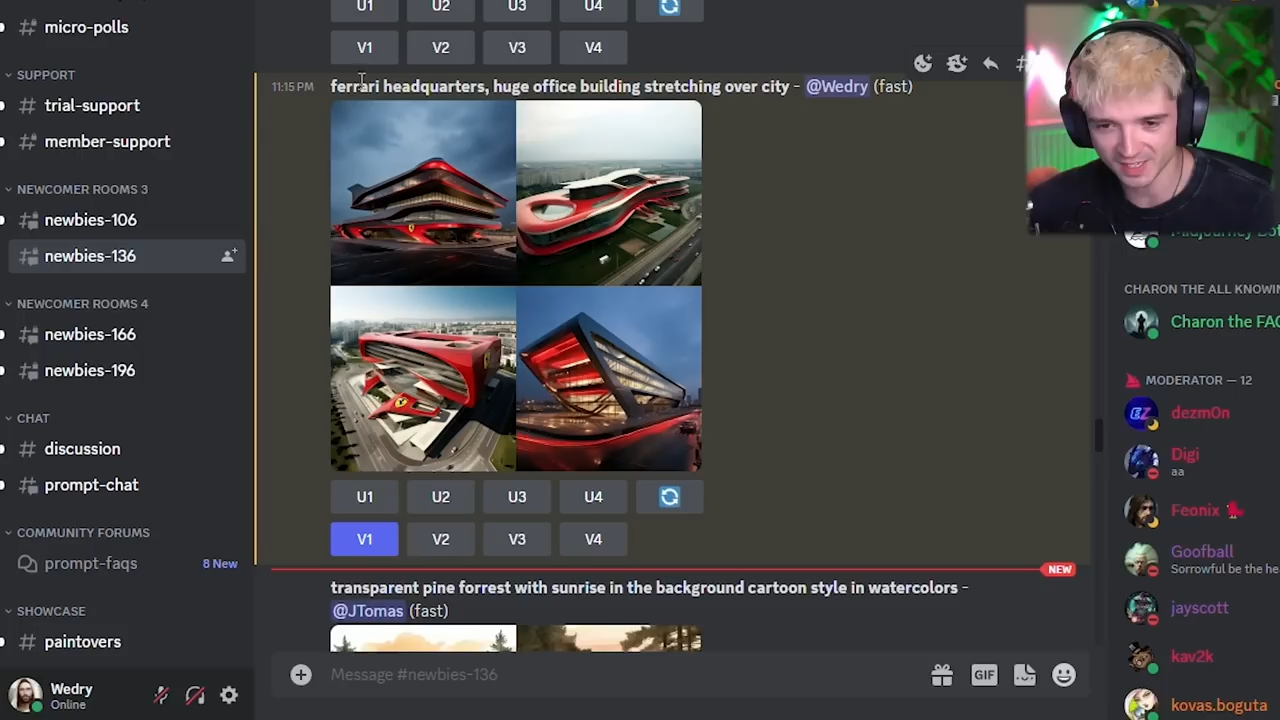 micro-polls
SUPPORT
trial-support
member-support
NEWCOMER ROOMS 3
newbies-106
newbies-136
NEWCOMER ROOMS 4
newbies-166
newbies-196
CHAT
discussion
prompt-chat
COMMUNITY FORUMS
prompt-faqs
8 New
SHOWCASE
paintovers
Wedry
Online
U1 U2 U3 U4
V1 V2 V3 V4
11:15 PM ferrari headquarters, huge office building stretching over city - @Wedry (fast)
U1 U2 U3 U4
V1 V2 V3 V4
NEW
transparent pine forrest with sunrise in the background cartoon style in watercolors -
@JTomas (fast)
Message #newbies-136
GIF
Midjourney Bot
CHARON THE ALL KNOWIN
Charon the FA
MODERATOR — 12
dezm0n
Digi
aa
Feonix
Goofball
Sorrowful be the he
jayscott
kav2k
kovas.boguta